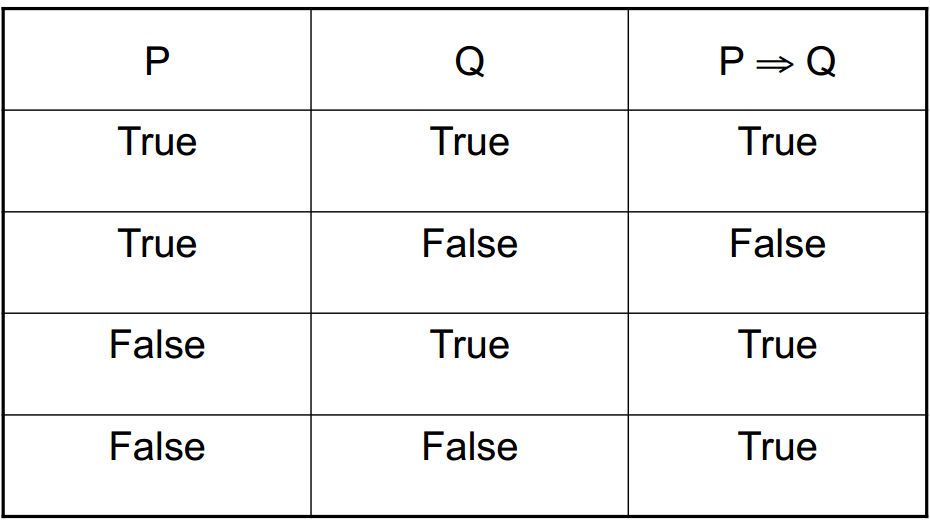 P Q P ⇒ Q
True True True
True False False
False True True
False False True